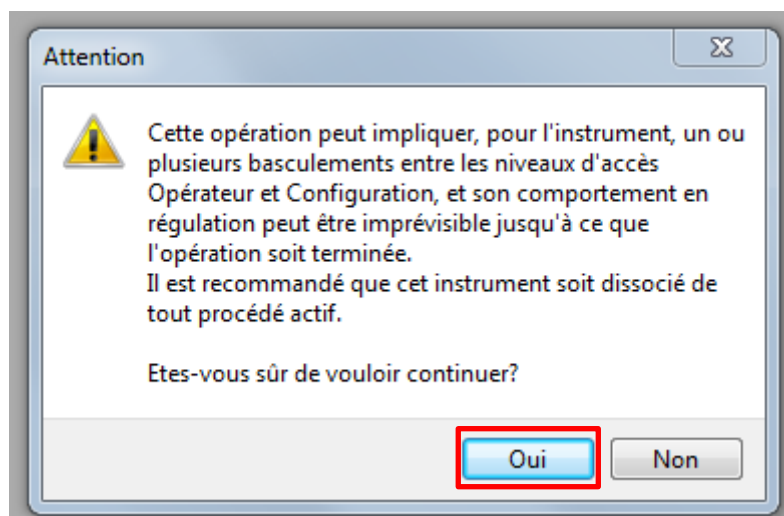 Attention
Cette opération peut impliquer, pour l'instrument, un ou
plusieurs basculements entre les niveaux d'accès
Opérateur et Configuration, et son comportement en
régulation peut être imprévisible jusqu'à ce que
l'opération soit terminée.
Il est recommandé que cet instrument soit dissocié de
tout procédé actif.
Etes-vous sûr de vouloir continuer?
Oui Non